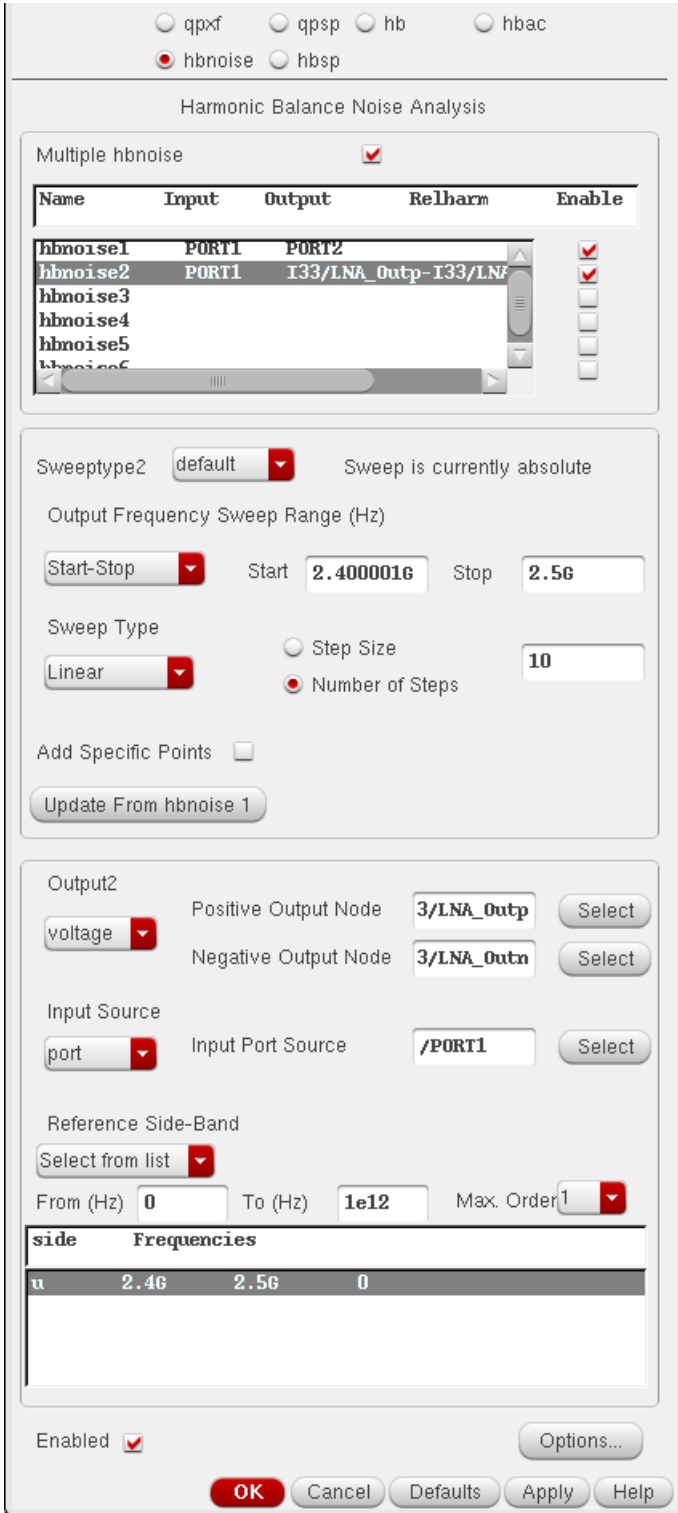 qpxf qpsp hb hbac
hbnoise hbsp
Harmonic Balance Noise Analysis
Multiple hbnoise
Name Input Output Relharm Enable
hbnoise1 PORT1 PORT2
hbnoise2 PORT1 I33/LNA_Outp-I33/LNA
hbnoise3
hbnoise4
hbnoise5
hbnoise6
Sweeptype2 default Sweep is currently absolute
Output Frequency Sweep Range (Hz)
Start-Stop Start 2.400001G Stop 2.5G
Sweep Type
Step Size
Linear 10
Number of Steps
Add Specific Points
Update From hbnoise 1
Output2
Positive Output Node 3/LNA_Outp Select
voltage
Negative Output Node 3/LNA_Outn Select
Input Source
port Input Port Source /PORT1 Select
Reference Side-Band
Select from list
From (Hz) 0 To (Hz) 1e12 Max. Order 1
side Frequencies
u 2.4G 2.5G 0
Enabled Options...
OK Cancel Defaults Apply Help